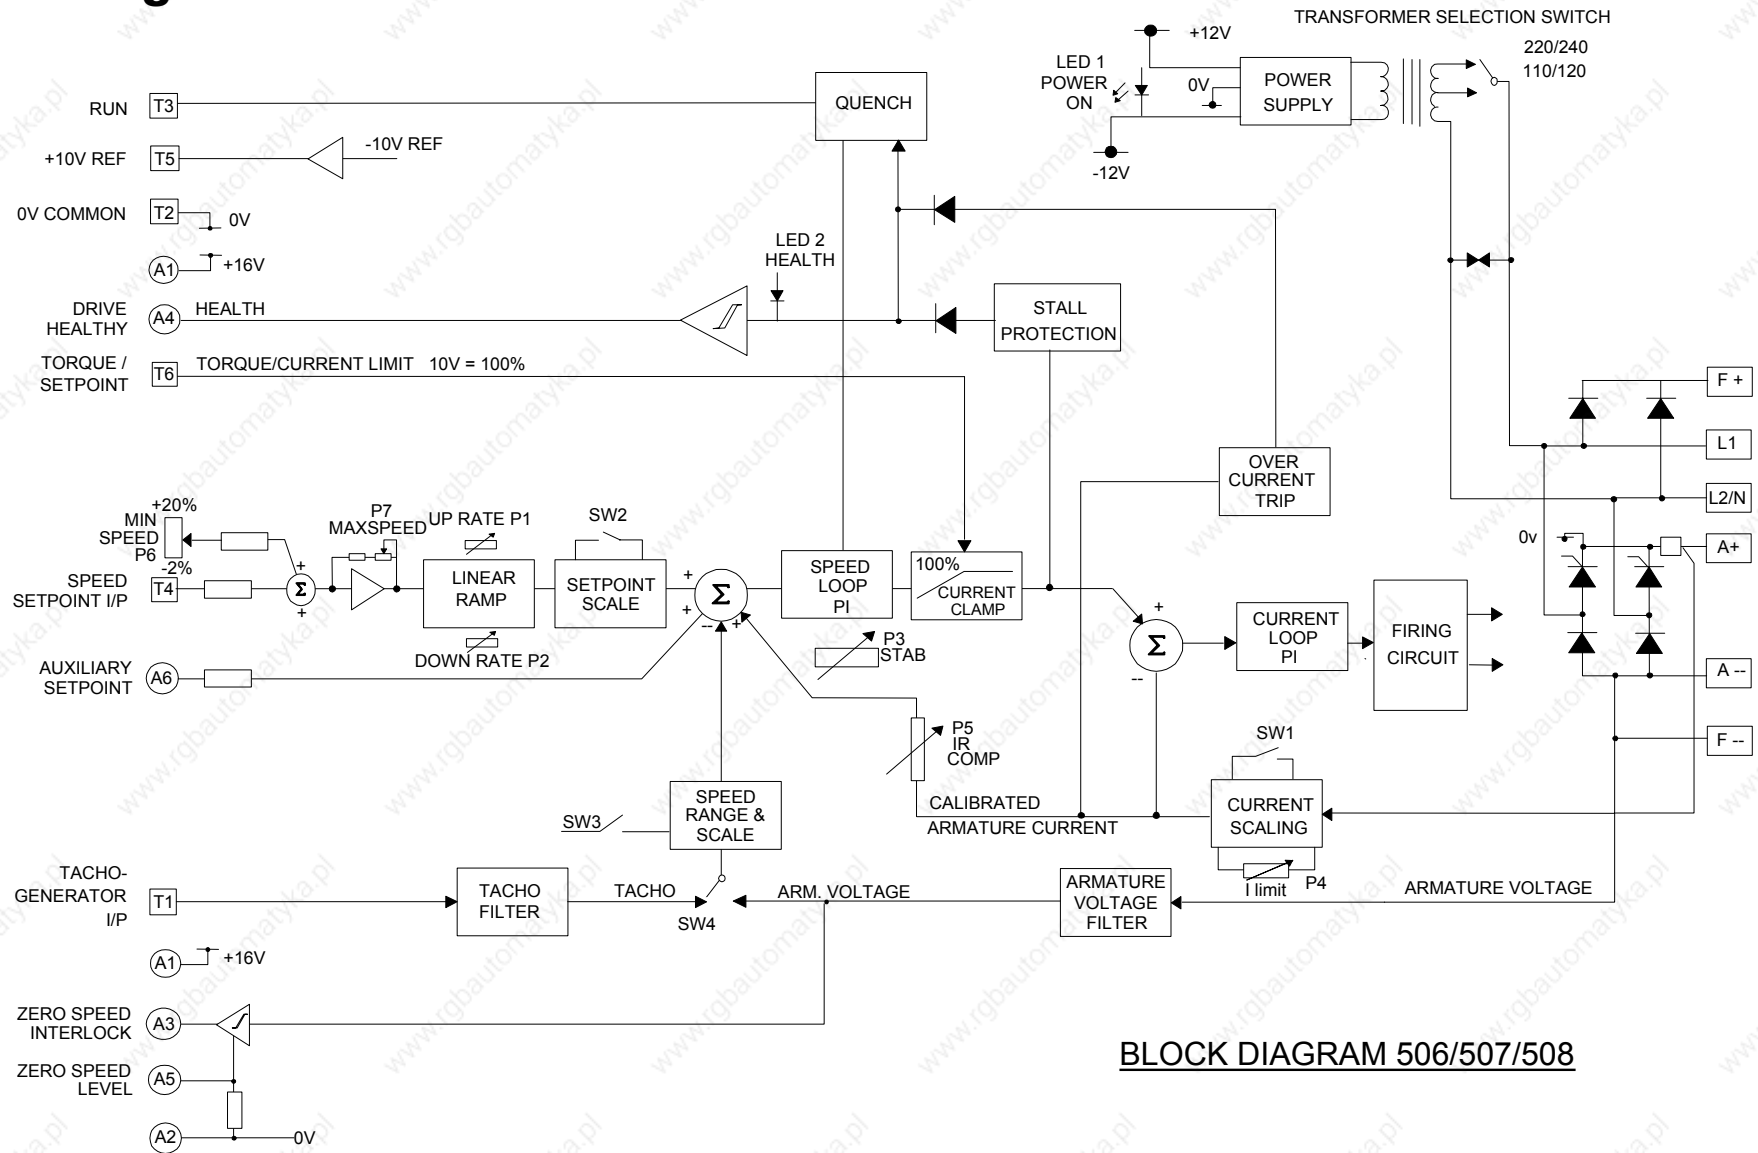 g
TRANSFORMER SELECTION SWITCH
220/240
110/120
+12V
LED 1
POWER
ON
0V
POWER
SUPPLY
-12V
RUN
T3
QUENCH
+10V REF
T5
-10V REF
0V COMMON
T2
0V
A1
+16V
LED 2
HEALTH
DRIVE
HEALTHY
A4
HEALTH
STALL
PROTECTION
TORQUE /
SETPOINT
T6
TORQUE/CURRENT LIMIT 10V = 100%
F +
L1
L2/N
A+
A --
F --
0v
OVER
CURRENT
TRIP
+20%
MIN
SPEED
P6
-2%
P7
MAXSPEED
UP RATE P1
SW2
SPEED
SETPOINT I/P
T4
+
Σ
+
LINEAR
RAMP
SETPOINT
SCALE
+
+
Σ
--
+
SPEED
LOOP
PI
100%
CURRENT
CLAMP
+
Σ
--
CURRENT
LOOP
PI
FIRING
CIRCUIT
DOWN RATE P2
P3
STAB
AUXILIARY
SETPOINT
A6
P5
IR
COMP
SW1
CALIBRATED
ARMATURE CURRENT
CURRENT
SCALING
SPEED
RANGE &
SCALE
SW3
I limit
P4
TACHO-
GENERATOR
I/P
T1
TACHO
FILTER
TACHO
SW4
ARM. VOLTAGE
ARMATURE
VOLTAGE
FILTER
ARMATURE VOLTAGE
A1
+16V
ZERO SPEED
INTERLOCK
A3
ZERO SPEED
LEVEL
A5
A2
0V
BLOCK DIAGRAM 506/507/508
www.rgbautomatyka.pl